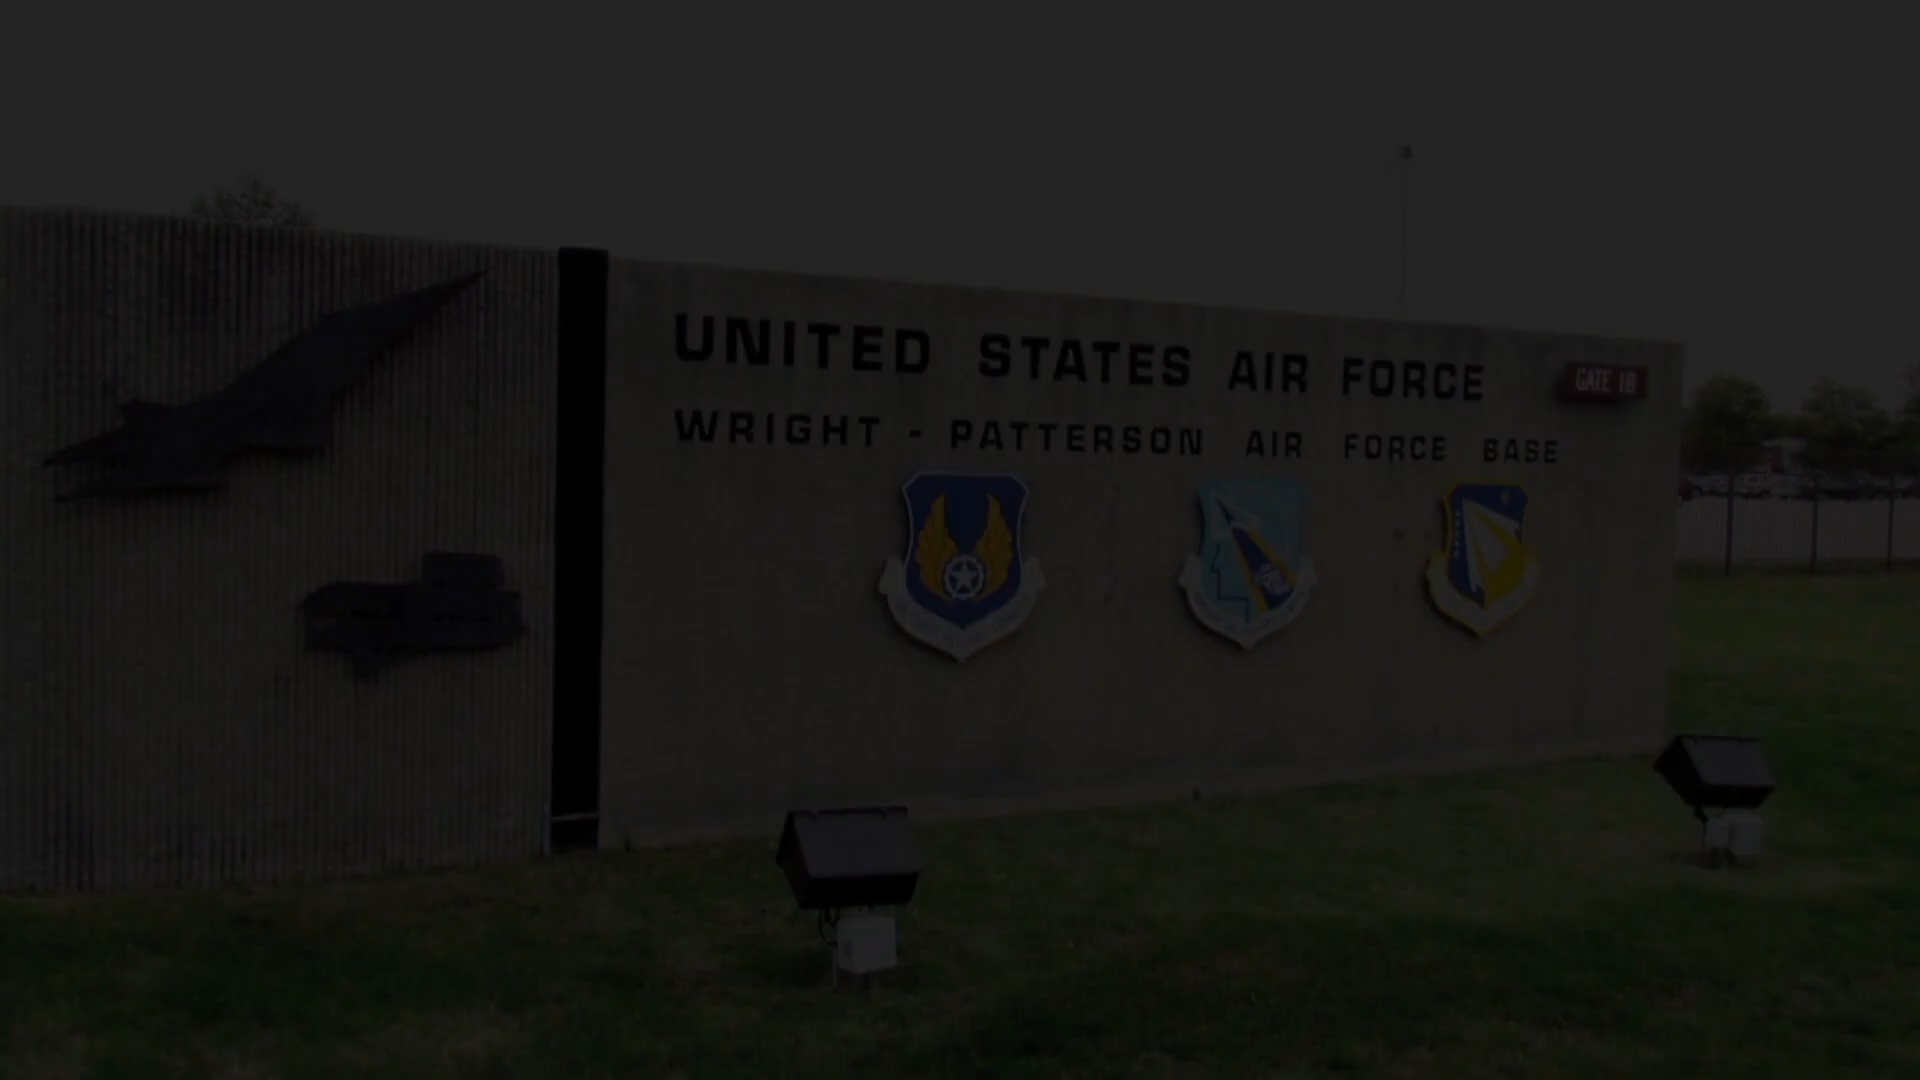 UNITED STATES AIR FORCE
GATE 1B
WRIGHT - PATTERSON AIR FORCE BASE